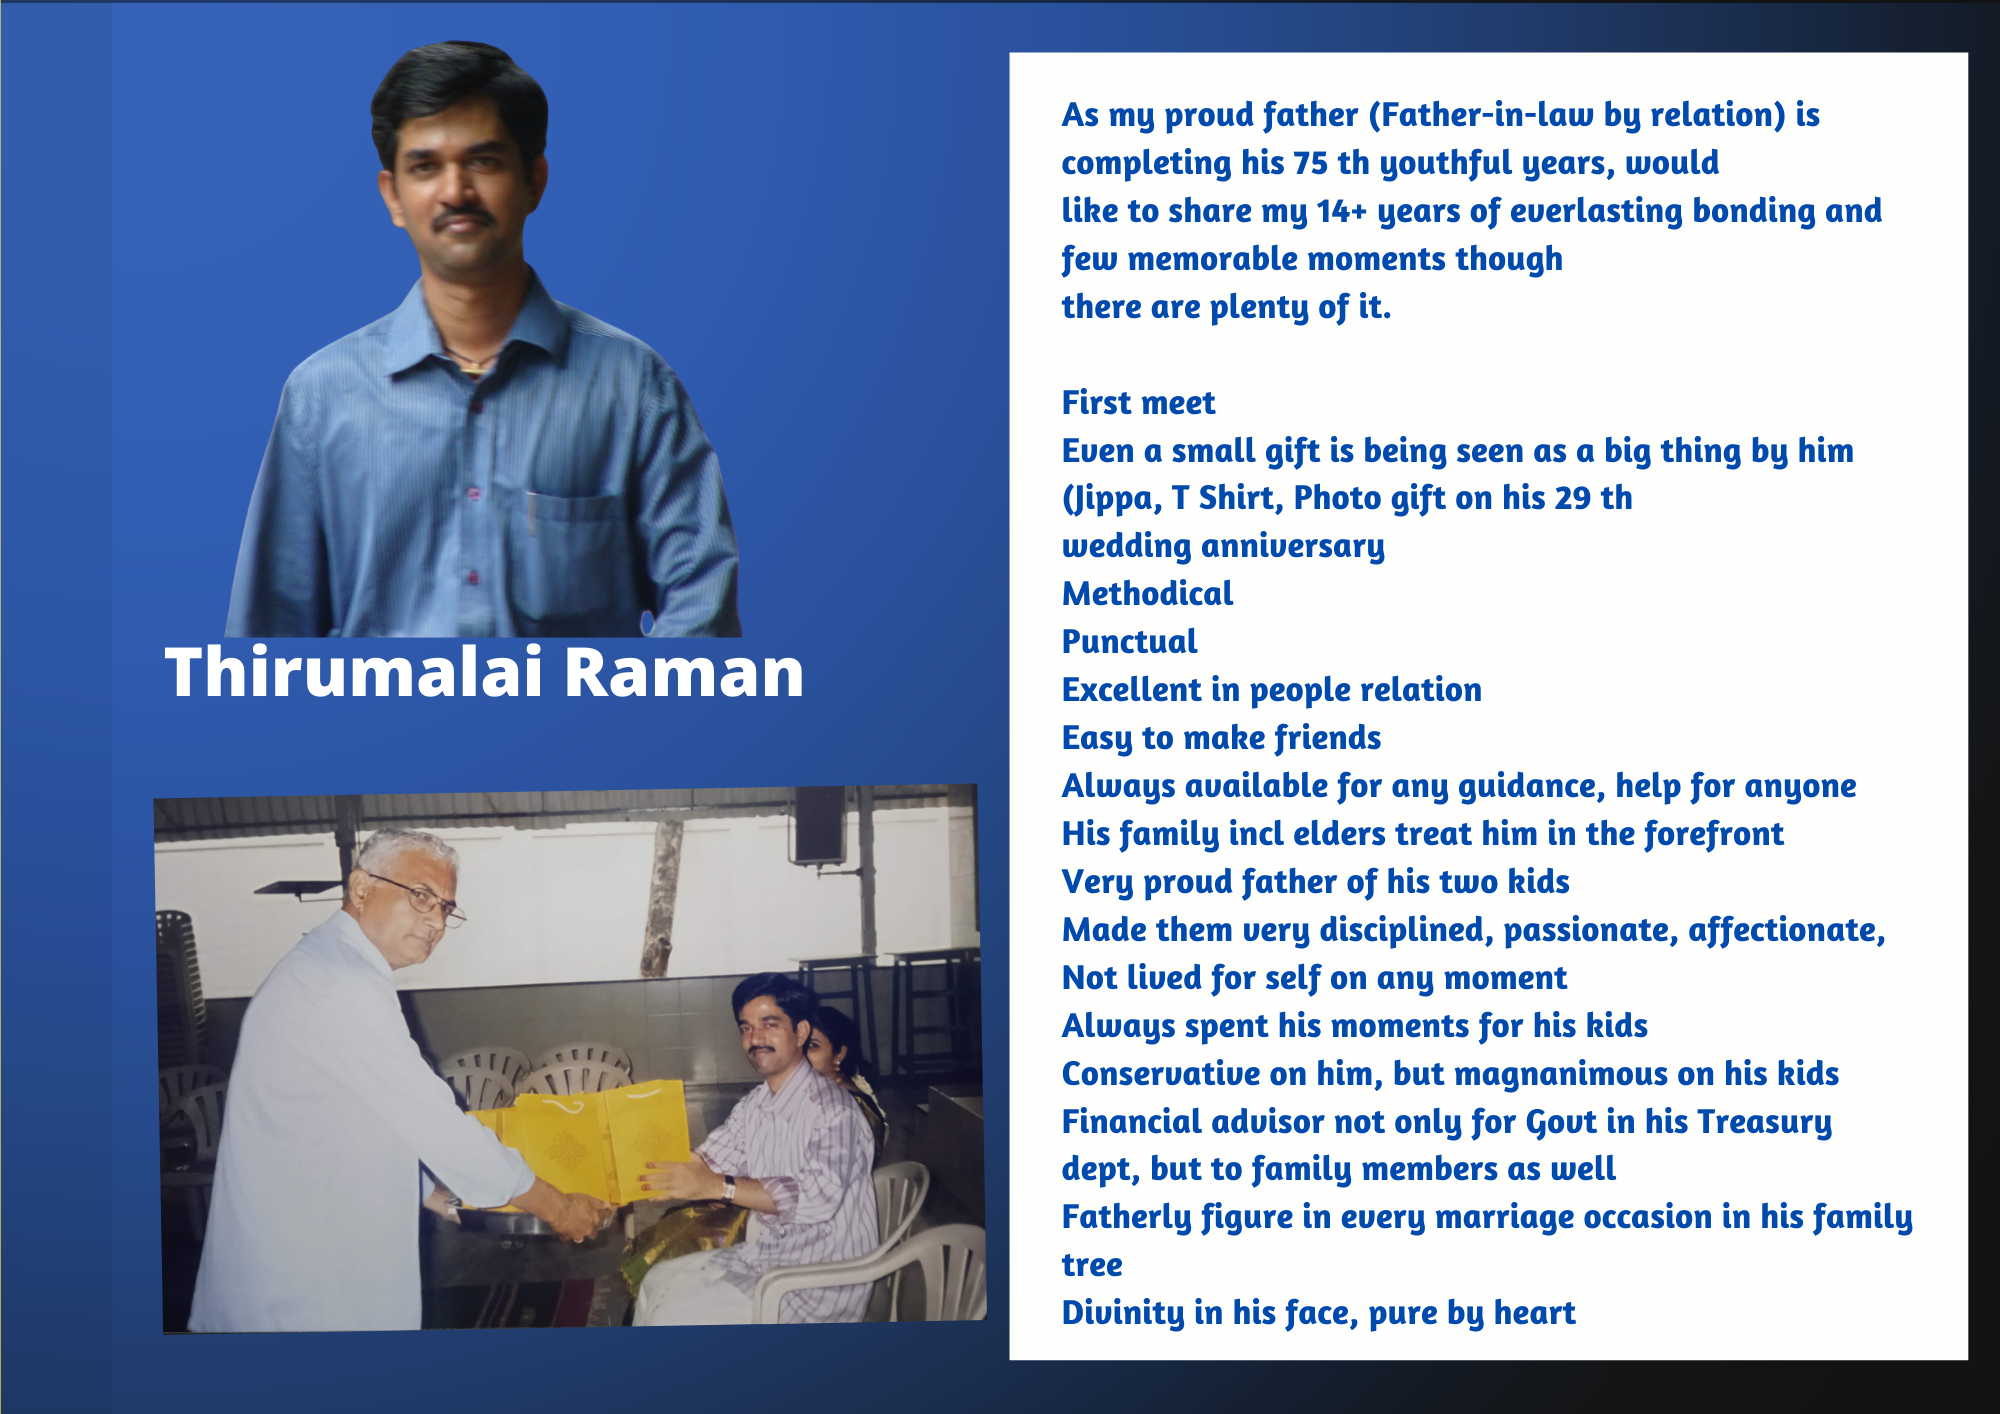 Thirumalai Raman
As my proud father (Father-in-law by relation) is
completing his 75 th youthful years, would
like to share my 14+ years of everlasting bonding and
few memorable moments though
there are plenty of it.
First meet
Even a small gift is being seen as a big thing by him
(Jippa, T Shirt, Photo gift on his 29 th
wedding anniversary
Methodical
Punctual
Excellent in people relation
Easy to make friends
Always available for any guidance, help for anyone
His family incl elders treat him in the forefront
Very proud father of his two kids
Made them very disciplined, passionate, affectionate,
Not lived for self on any moment
Always spent his moments for his kids
Conservative on him, but magnanimous on his kids
Financial advisor not only for Govt in his Treasury
dept, but to family members as well
Fatherly figure in every marriage occasion in his family
tree
Divinity in his face, pure by heart